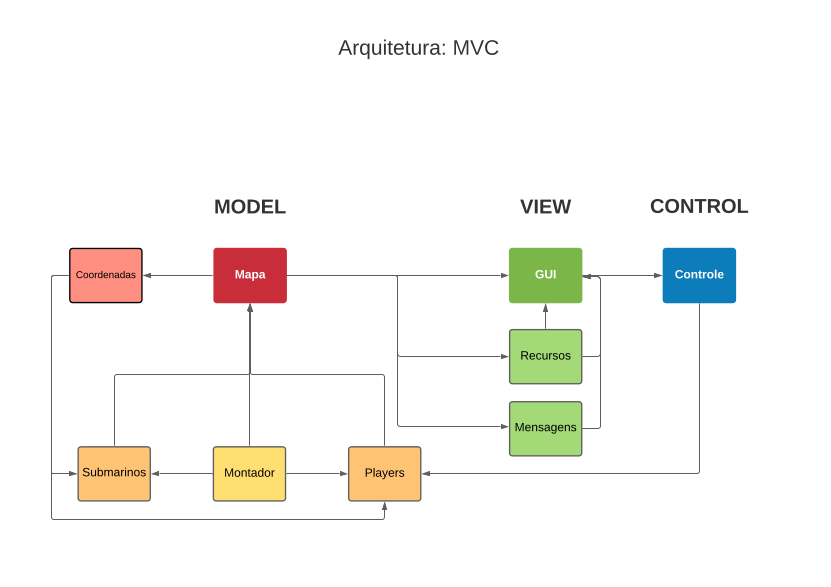 Arquitetura: MVC
MODEL
VIEW
CONTROL
Coordenadas
Mapa
GUI
Controle
Recursos
Mensagens
Submarinos
Montador
Players